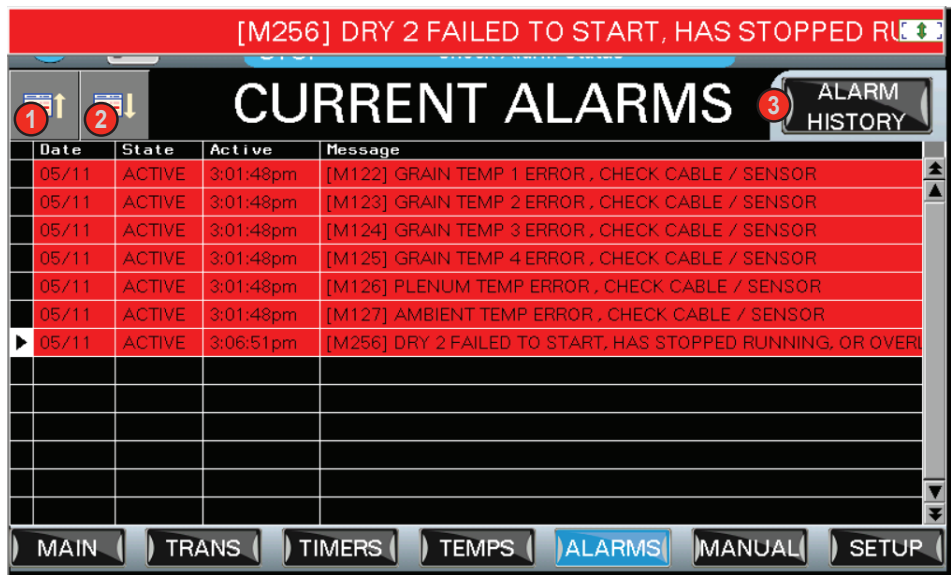 [M256] DRY 2 FAILED TO START, HAS STOPPED
CURRENT ALARMS
1
2
3
ALARM
HISTORY
Date State Active Message
05/11 ACTIVE 3:01:48pm [M122] GRAIN TEMP 1 ERROR , CHECK CABLE / SENSOR
05/11 ACTIVE 3:01:48pm [M123] GRAIN TEMP 2 ERROR , CHECK CABLE / SENSOR
05/11 ACTIVE 3:01:48pm [M124] GRAIN TEMP 3 ERROR , CHECK CABLE / SENSOR
05/11 ACTIVE 3:01:48pm [M125] GRAIN TEMP 4 ERROR , CHECK CABLE / SENSOR
05/11 ACTIVE 3:01:48pm [M126] PLENUM TEMP ERROR , CHECK CABLE / SENSOR
05/11 ACTIVE 3:01:48pm [M127] AMBIENT TEMP ERROR , CHECK CABLE / SENSOR
05/11 ACTIVE 3:06:51pm [M256] DRY 2 FAILED TO START, HAS STOPPED RUNNING, OR
MAIN TRANS TIMERS TEMPS ALARMS MANUAL SETUP